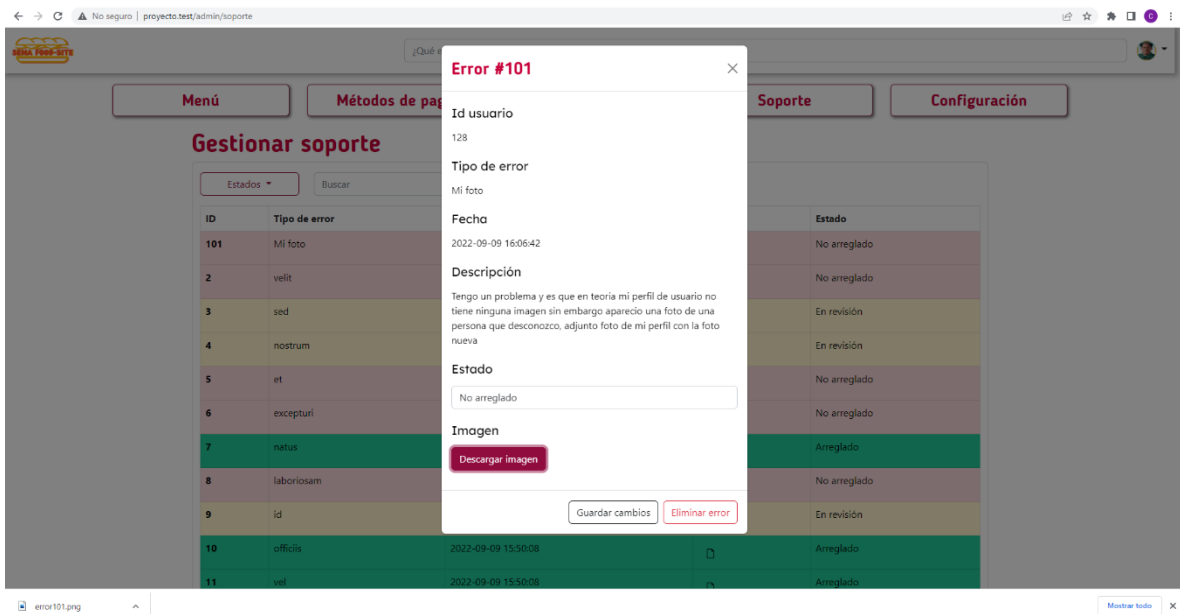 No seguro | proyecto.test/admin/soporte
SEMA FOOD-SITE
¿Qué e
Menú
Métodos de pag
Soporte
Configuración
Gestionar soporte
Estados
Buscar
ID Tipo de error Estado
101 Mi foto No arreglado
2 velit No arreglado
3 sed En revisión
4 nostrum En revisión
5 et No arreglado
6 excepturi No arreglado
7 natus Arreglado
8 laboriosam No arreglado
9 id En revisión
10 officiis 2022-09-09 15:50:08 Arreglado
11 vel 2022-09-09 15:50:08 Arreglado
Error #101
Id usuario
128
Tipo de error
Mi foto
Fecha
2022-09-09 16:06:42
Descripción
Tengo un problema y es que en teoria mi perfil de usuario no
tiene ninguna imagen sin embargo aparecio una foto de una
persona que desconozco, adjunto foto de mi perfil con la foto
nueva
Estado
No arreglado
Imagen
Descargar imagen
Guardar cambios
Eliminar error
error101.png
Mostrar todo